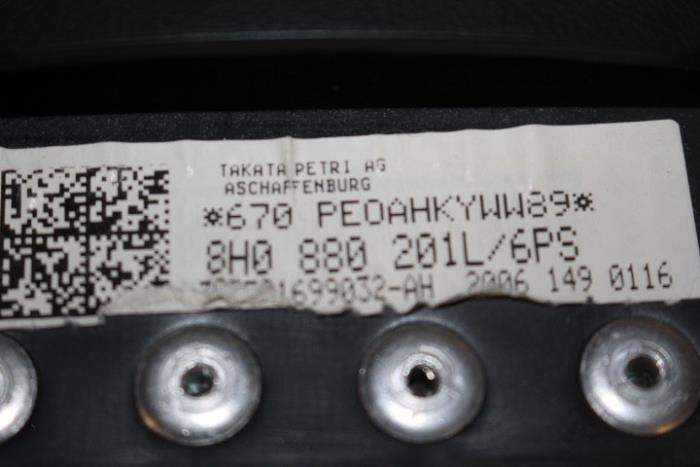 TAKATA PETRI AG
ASCHAFFENBURG
*670 PEOAHKYWW89*
8H0 880 201L/6PS
2006 149 0116